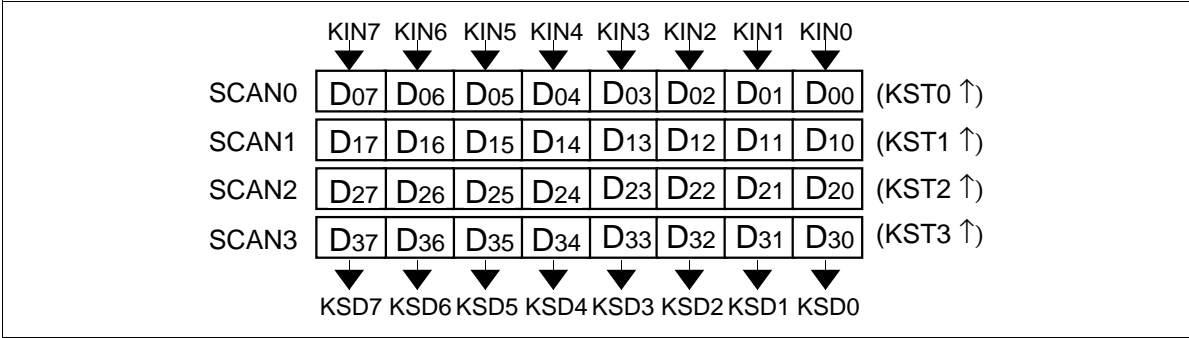 KIN7 KIN6 KIN5 KIN4 KIN3 KIN2 KIN1 KIN0
SCAN0 D07 D06 D05 D04 D03 D02 D01 D00 (KST0 ↑)
SCAN1 D17 D16 D15 D14 D13 D12 D11 D10 (KST1 ↑)
SCAN2 D27 D26 D25 D24 D23 D22 D21 D20 (KST2 ↑)
SCAN3 D37 D36 D35 D34 D33 D32 D31 D30 (KST3 ↑)
KSD7 KSD6 KSD5 KSD4 KSD3 KSD2 KSD1 KSD0